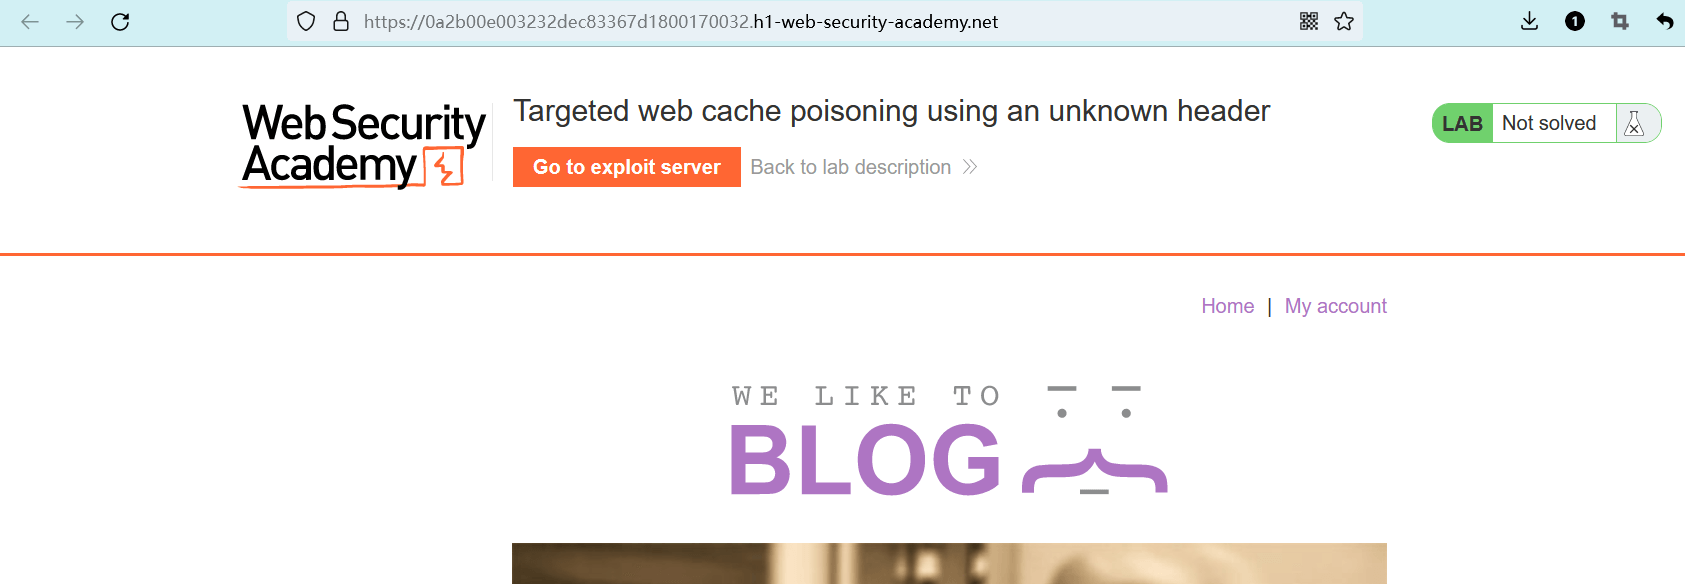 https://0a2b00e003232dec83367d1800170032.h1-web-security-academy.net
1
Web Security
Academy
Targeted web cache poisoning using an unknown header
Go to exploit server
Back to lab description
LAB
Not solved
Home | My account
WE LIKE TO
BLOG